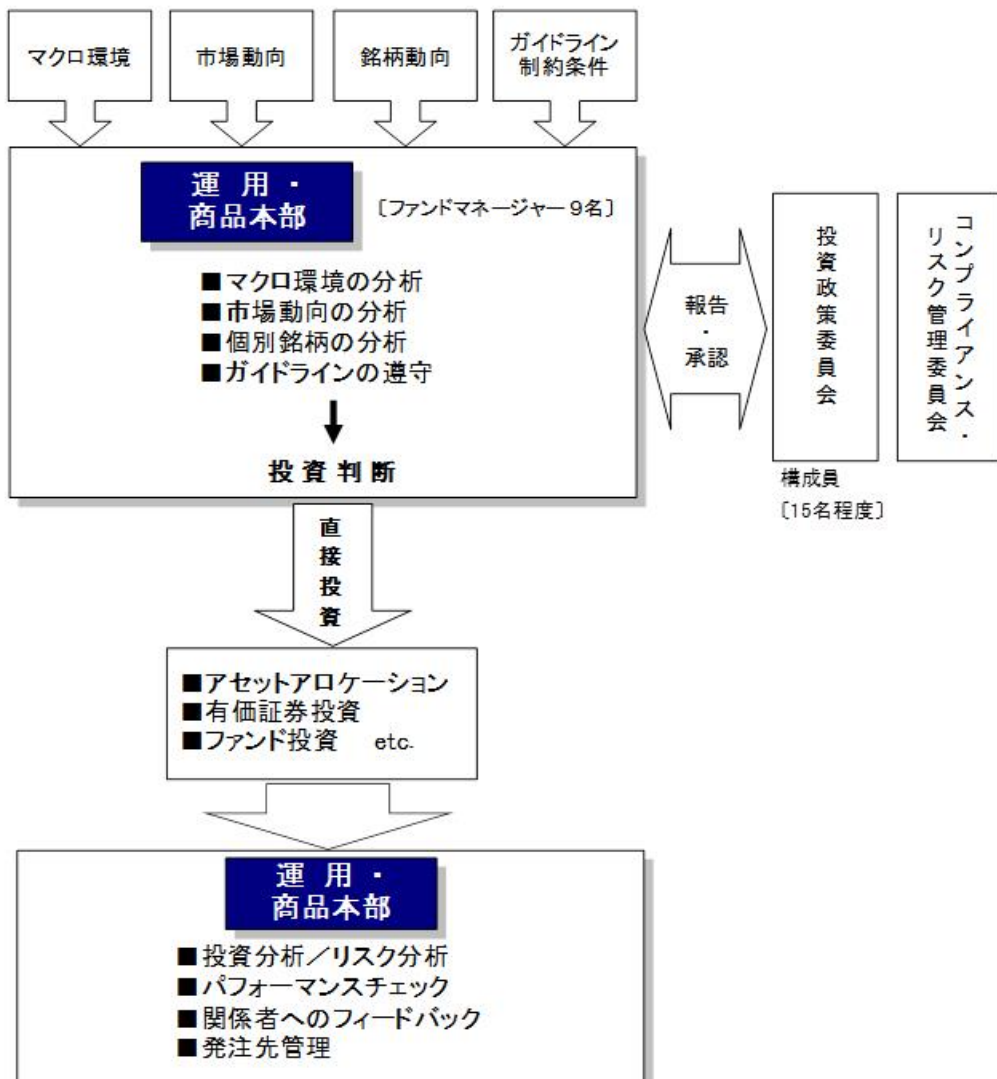 マクロ環境
市場動向
銘柄動向
ガイドライン
制約条件
運用・
商品本部
〔ファンドマネージャー9名〕
■マクロ環境の分析
■市場動向の分析
■個別銘柄の分析
■ガイドラインの遵守
投資判断
報告
・
承認
投資政策委員会
コンプライアンス・
リスク管理委員会
構成員
〔15名程度〕
直接投資
■アセットアロケーション
■有価証券投資
■ファンド投資 etc.
運用・
商品本部
■投資分析／リスク分析
■パフォーマンスチェック
■関係者へのフィードバック
■発注先管理